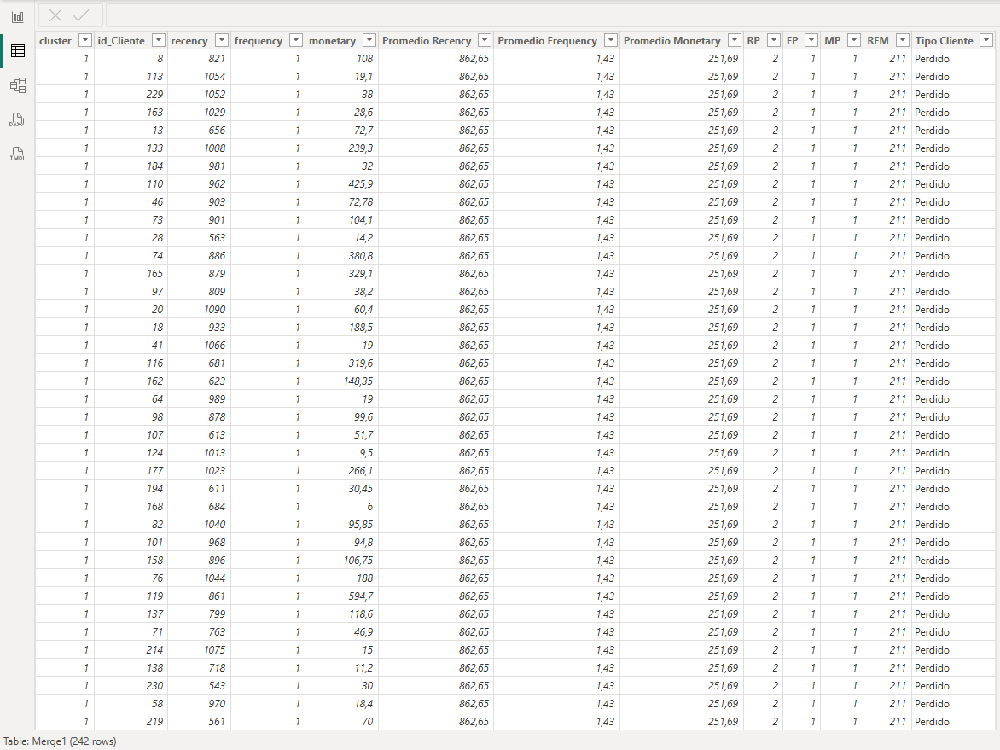 cluster id_Cliente recency frequency monetary Promedio Recency Promedio Frequency Promedio Monetary RP FP MP RFM Tipo Cliente
1 8 821 1 108 862,65 1,43 251,69 2 1 1 211 Perdido
1 113 1054 1 19,1 862,65 1,43 251,69 2 1 1 211 Perdido
1 229 1052 1 38 862,65 1,43 251,69 2 1 1 211 Perdido
DAX
1 163 1029 1 28,6 862,65 1,43 251,69 2 1 1 211 Perdido
1 13 656 1 72,7 862,65 1,43 251,69 2 1 1 211 Perdido
1 133 1008 1 239,3 862,65 1,43 251,69 2 1 1 211 Perdido
TMDL
1 184 981 1 32 862,65 1,43 251,69 2 1 1 211 Perdido
1 110 962 1 425,9 862,65 1,43 251,69 2 1 1 211 Perdido
1 46 903 1 72,78 862,65 1,43 251,69 2 1 1 211 Perdido
1 73 901 1 104,1 862,65 1,43 251,69 2 1 1 211 Perdido
1 28 563 1 14,2 862,65 1,43 251,69 2 1 1 211 Perdido
1 74 886 1 380,8 862,65 1,43 251,69 2 1 1 211 Perdido
1 165 879 1 329,1 862,65 1,43 251,69 2 1 1 211 Perdido
1 97 809 1 38,2 862,65 1,43 251,69 2 1 1 211 Perdido
1 20 1090 1 60,4 862,65 1,43 251,69 2 1 1 211 Perdido
1 18 933 1 188,5 862,65 1,43 251,69 2 1 1 211 Perdido
1 41 1066 1 19 862,65 1,43 251,69 2 1 1 211 Perdido
1 116 681 1 319,6 862,65 1,43 251,69 2 1 1 211 Perdido
1 162 623 1 148,35 862,65 1,43 251,69 2 1 1 211 Perdido
1 64 989 1 19 862,65 1,43 251,69 2 1 1 211 Perdido
1 98 878 1 99,6 862,65 1,43 251,69 2 1 1 211 Perdido
1 107 613 1 51,7 862,65 1,43 251,69 2 1 1 211 Perdido
1 124 1013 1 9,5 862,65 1,43 251,69 2 1 1 211 Perdido
1 177 1023 1 266,1 862,65 1,43 251,69 2 1 1 211 Perdido
1 194 611 1 30,45 862,65 1,43 251,69 2 1 1 211 Perdido
1 168 684 1 6 862,65 1,43 251,69 2 1 1 211 Perdido
1 82 1040 1 95,85 862,65 1,43 251,69 2 1 1 211 Perdido
1 101 968 1 94,8 862,65 1,43 251,69 2 1 1 211 Perdido
1 158 896 1 106,75 862,65 1,43 251,69 2 1 1 211 Perdido
1 76 1044 1 188 862,65 1,43 251,69 2 1 1 211 Perdido
1 119 861 1 594,7 862,65 1,43 251,69 2 1 1 211 Perdido
1 137 799 1 118,6 862,65 1,43 251,69 2 1 1 211 Perdido
1 71 763 1 46,9 862,65 1,43 251,69 2 1 1 211 Perdido
1 214 1075 1 15 862,65 1,43 251,69 2 1 1 211 Perdido
1 138 718 1 11,2 862,65 1,43 251,69 2 1 1 211 Perdido
1 230 543 1 30 862,65 1,43 251,69 2 1 1 211 Perdido
1 58 970 1 18,4 862,65 1,43 251,69 2 1 1 211 Perdido
1 219 561 1 70 862,65 1,43 251,69 2 1 1 211 Perdido
Table: Merge1 (242 rows)